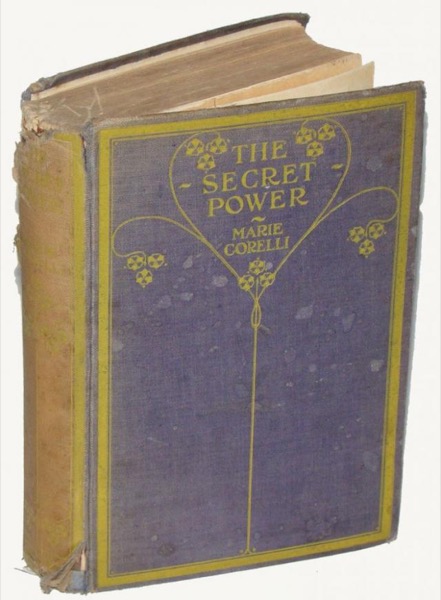 THE
~ SECRET ~
POWER
~
MARIE
CORELLI